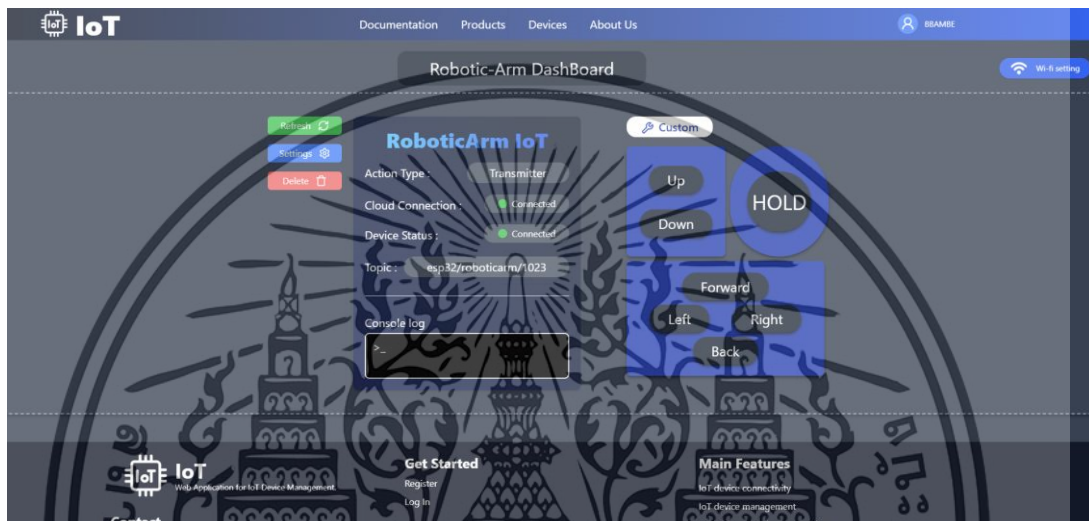 IoT
IoT Documentation Products Devices About Us BBAMBE
Robotic-Arm DashBoard
Wi-fi setting
Refresh
Settings
Delete
RoboticArm IoT
Action Type : Transmitter
Cloud Connection : Connected
Device Status : Connected
Topic : esp32/roboticarm/1023
Console log
>_
Custom
Up
Down
HOLD
Forward
Left Right
Back
IoT
IoT
Web Application for IoT Device Management.
Contact
Get Started
Register
Log In
Main Features
IoT device connectivity
IoT device management